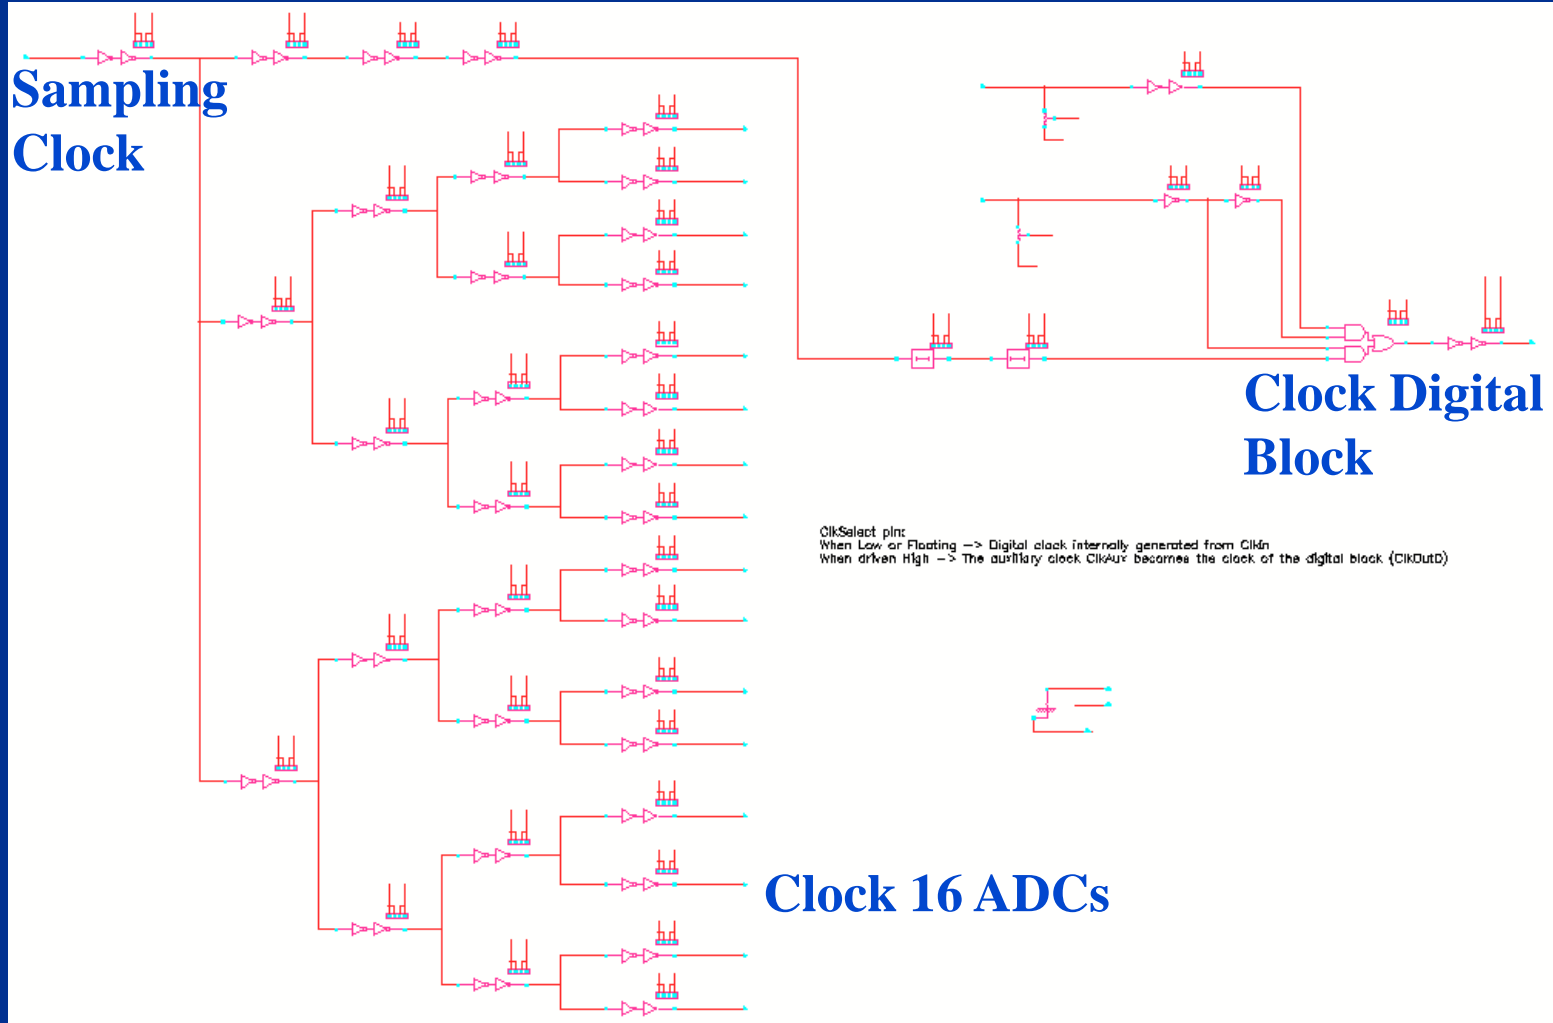 Sampling
Clock
Clock Digital
Block
ClkSelect pin:
When Low or Floating —> Digital clock internally generated from ClkIn
When driven High —> The auxiliary clock ClkAux becomes the clock of the digital block (ClkOutD)
Clock 16 ADCs